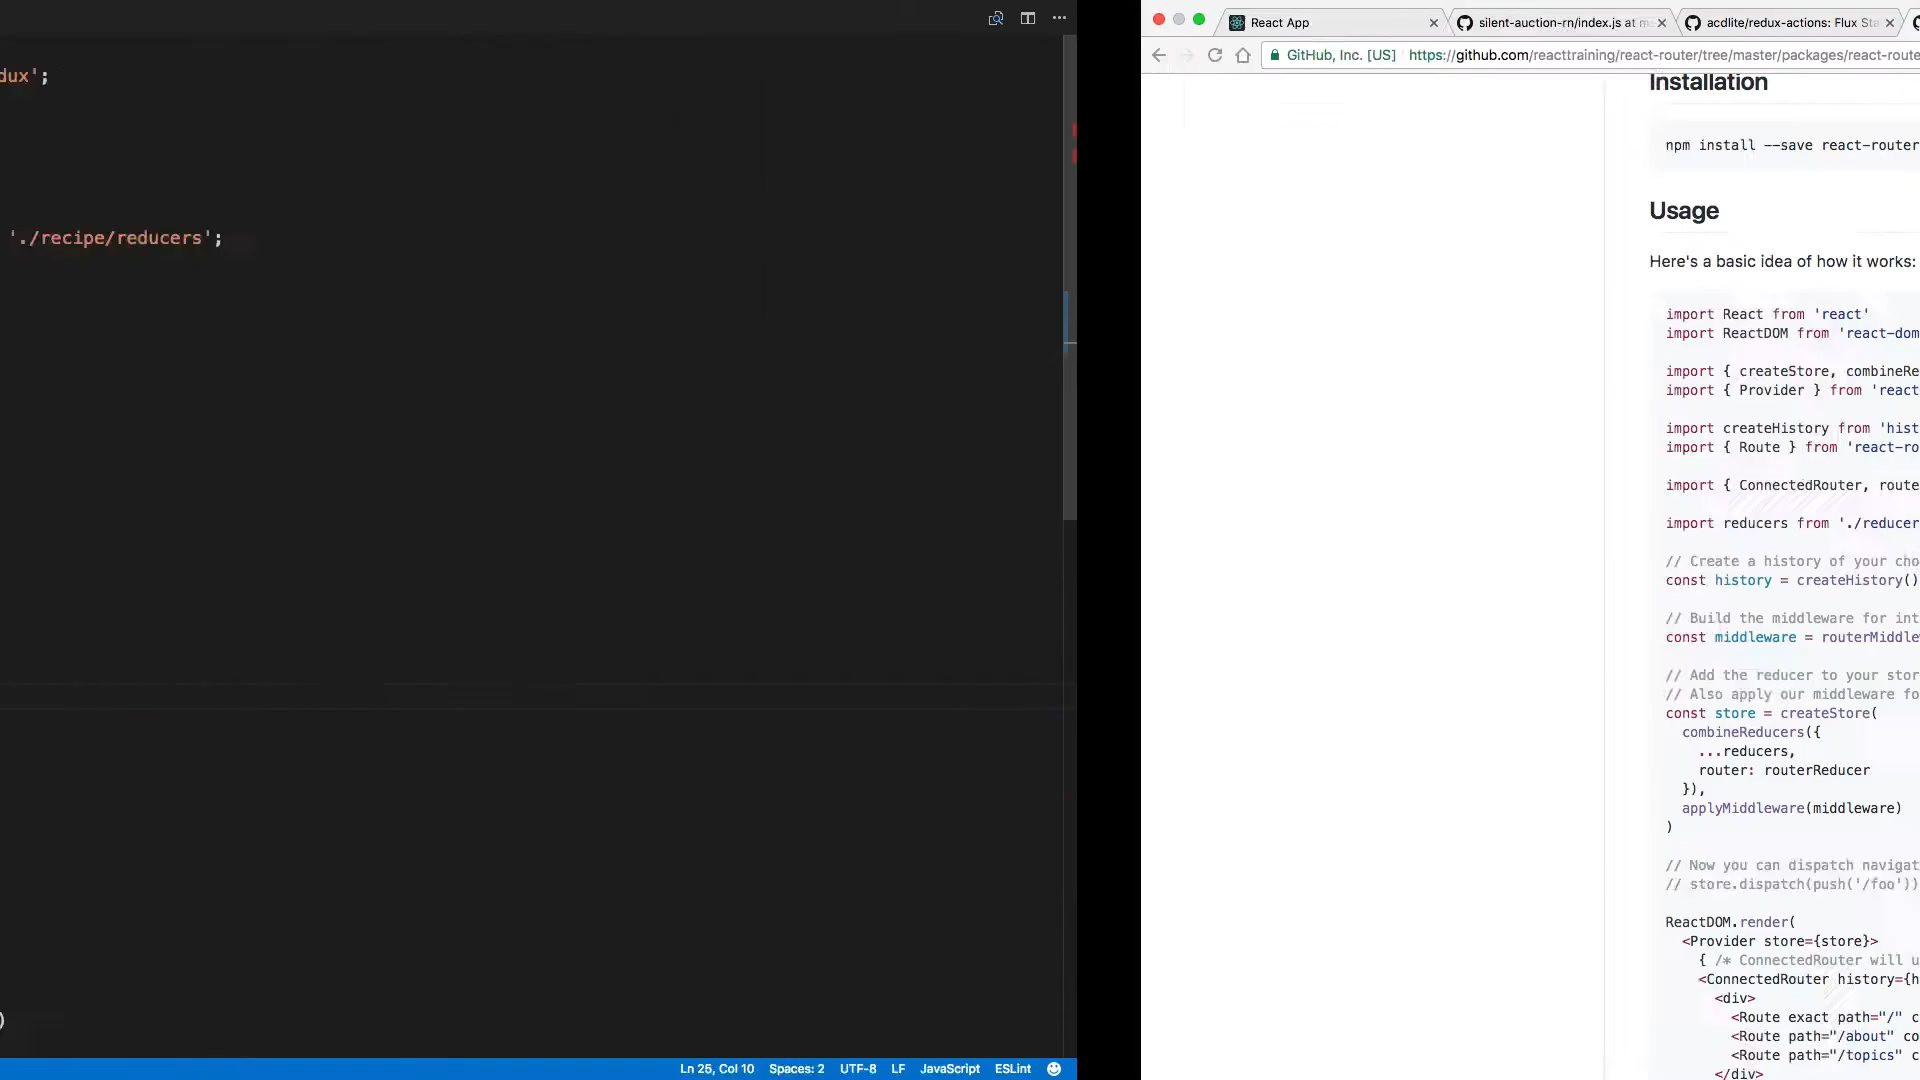 dux';
'./recipe/reducers';
)
Ln 25, Col 10 Spaces: 2 UTF-8 LF JavaScript ESLint
React App
silent-auction-rn/index.js at
acdlite/redux-actions: Flux
GitHub, Inc. [US] https://github.com/reacttraining/react-router/tree/master/packages/react-route
Installation
npm install --save react-router
Usage
Here's a basic idea of how it works:
import React from 'react'
import ReactDOM from 'react-dom
import { createStore, combineRe
import { Provider } from 'react
import createHistory from 'hist
import { Route } from 'react-ro
import { ConnectedRouter, route
import reducers from './reducer
// Create a history of your cho
const history = createHistory()
// Build the middleware for int
const middleware = routerMiddlew
// Add the reducer to your stor
// Also apply our middleware fo
const store = createStore(
combineReducers({
...reducers,
router: routerReducer
}),
applyMiddleware(middleware)
)
// Now you can dispatch navigat
// store.dispatch(push('/foo'))
ReactDOM.render(
<Provider store={store}>
{ /* ConnectedRouter will u
<ConnectedRouter history={h
<div>
<Route exact path="/" c
<Route path="/about" co
<Route path="/topics" c
</div>